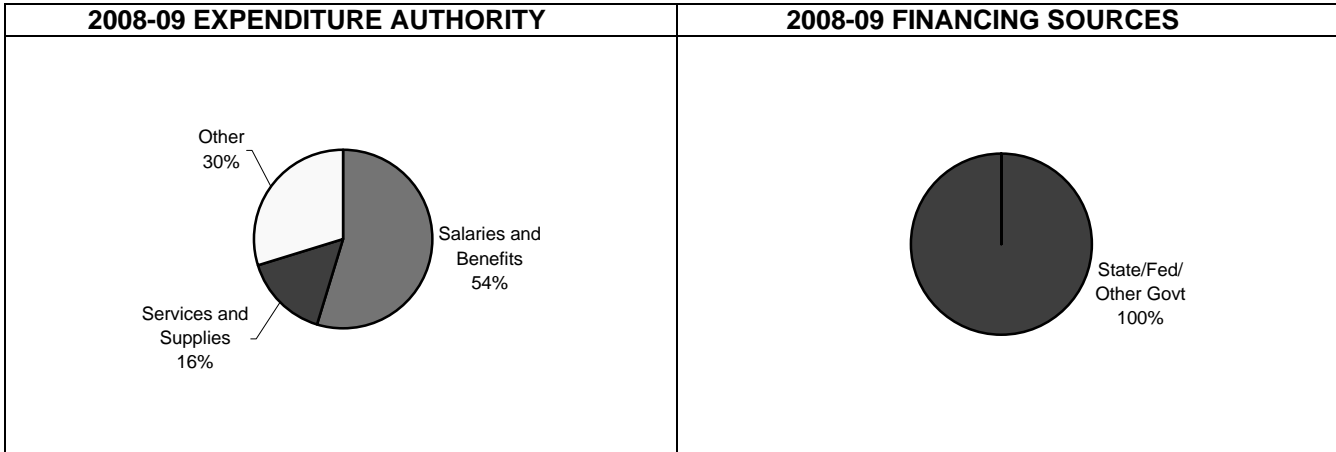 2008-09 EXPENDITURE AUTHORITY
Other
30%
Salaries and
Benefits
54%
Services and
Supplies
16%
2008-09 FINANCING SOURCES
State/Fed/
Other Govt
100%